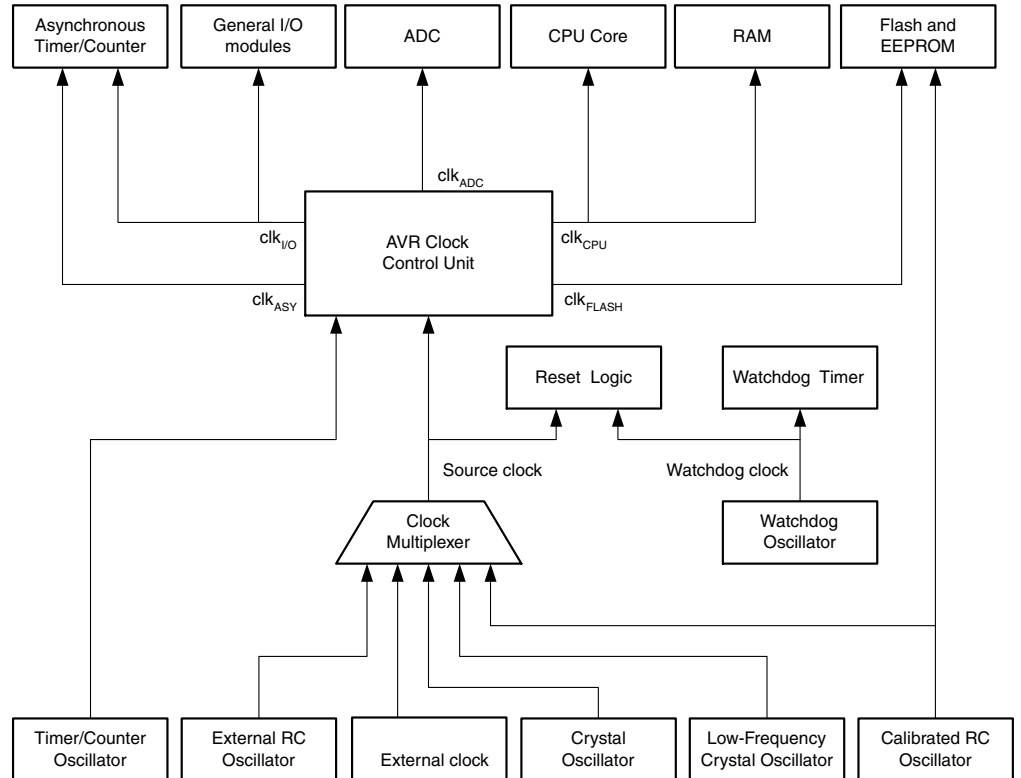 Asynchronous
Timer/Counter
General I/O
modules
ADC
CPU Core
RAM
Flash and
EEPROM
clkADC
clkI/O
AVR Clock
Control Unit
clkCPU
clkASY
clkFLASH
Reset Logic
Watchdog Timer
Source clock
Watchdog clock
Clock
Multiplexer
Watchdog
Oscillator
Timer/Counter
Oscillator
External RC
Oscillator
External clock
Crystal
Oscillator
Low-Frequency
Crystal Oscillator
Calibrated RC
Oscillator